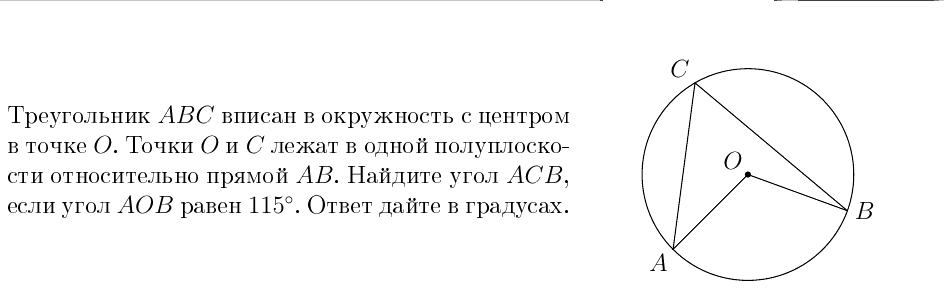 Треугольник ABC вписан в окружность с центром
в точке O. Точки O и C лежат в одной полуплоско-
сти относительно прямой AB. Найдите угол ACB,
если угол AOB равен 115°. Ответ дайте в градусах.
C
O
B
A